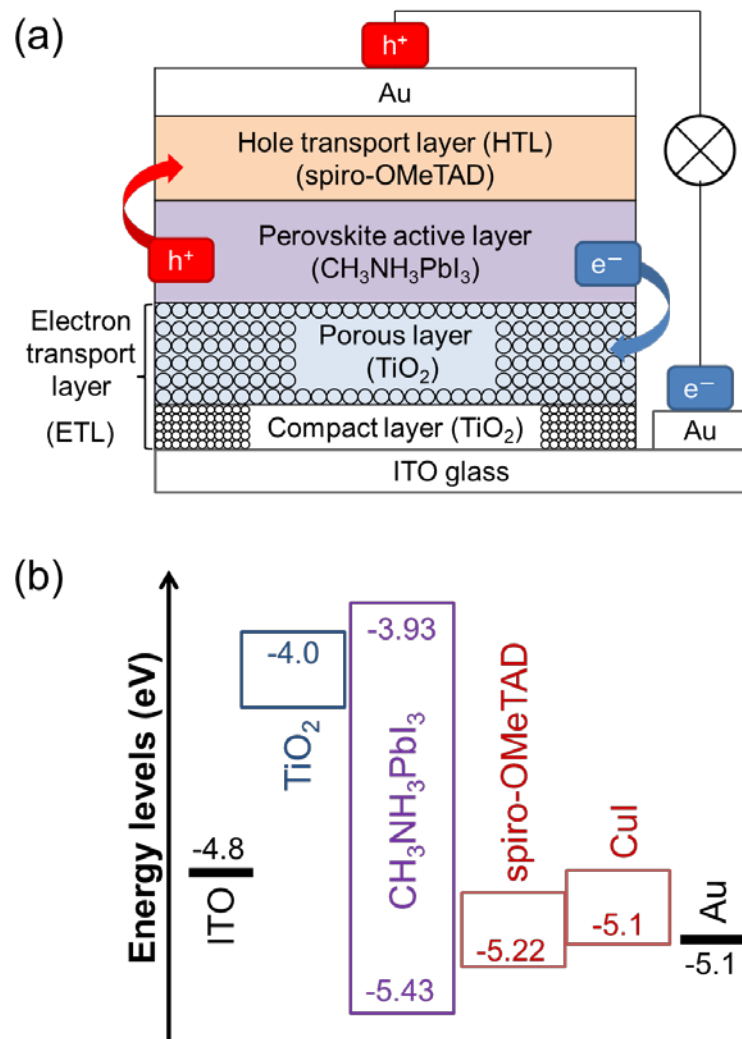 (a)
h⁺
Au
Hole transport layer (HTL)
(spiro-OMeTAD)
Perovskite active layer
(CH₃NH₃PbI₃)
h⁺
e⁻
Electron
transport
layer
(ETL)
Porous layer
(TiO₂)
Compact layer (TiO₂)
e⁻
Au
ITO glass
(b)
Energy levels (eV)
-4.8
ITO
-4.0
TiO₂
-3.93
CH₃NH₃PbI₃
-5.43
spiro-OMeTAD
-5.22
CuI
-5.1
Au
-5.1